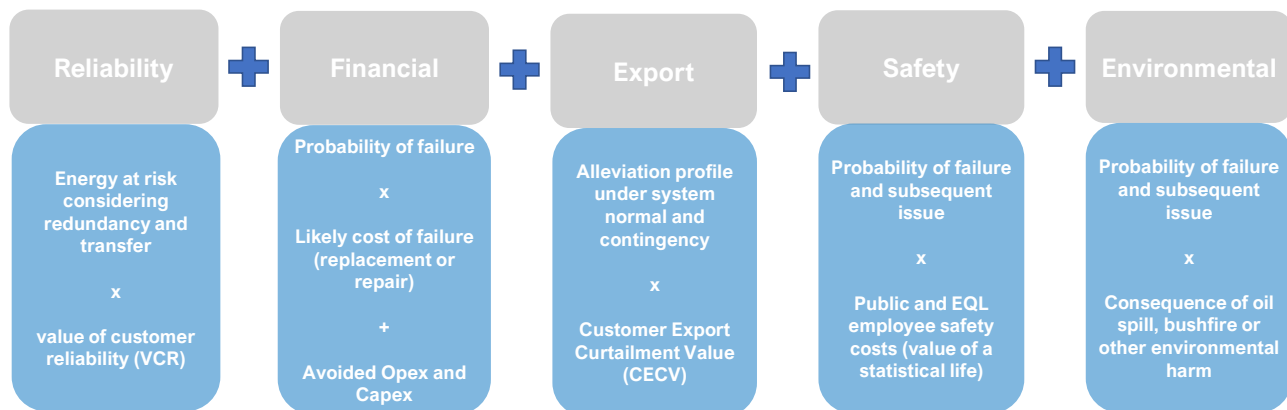 Reliability
Financial
Export
Safety
Environmental
Energy at risk
considering
redundancy and
transfer
x
value of customer
reliability (VCR)
Probability of failure
x
Likely cost of failure
(replacement or
repair)
+
Avoided Opex and
Capex
Alleviation profile
under system
normal and
contingency
x
Customer Export
Curtailment Value
(CECV)
Probability of failure
and subsequent
issue
x
Public and EQL
employee safety
costs (value of a
statistical life)
Probability of failure
and subsequent
issue
x
Consequence of oil
spill, bushfire or
other environmental
harm